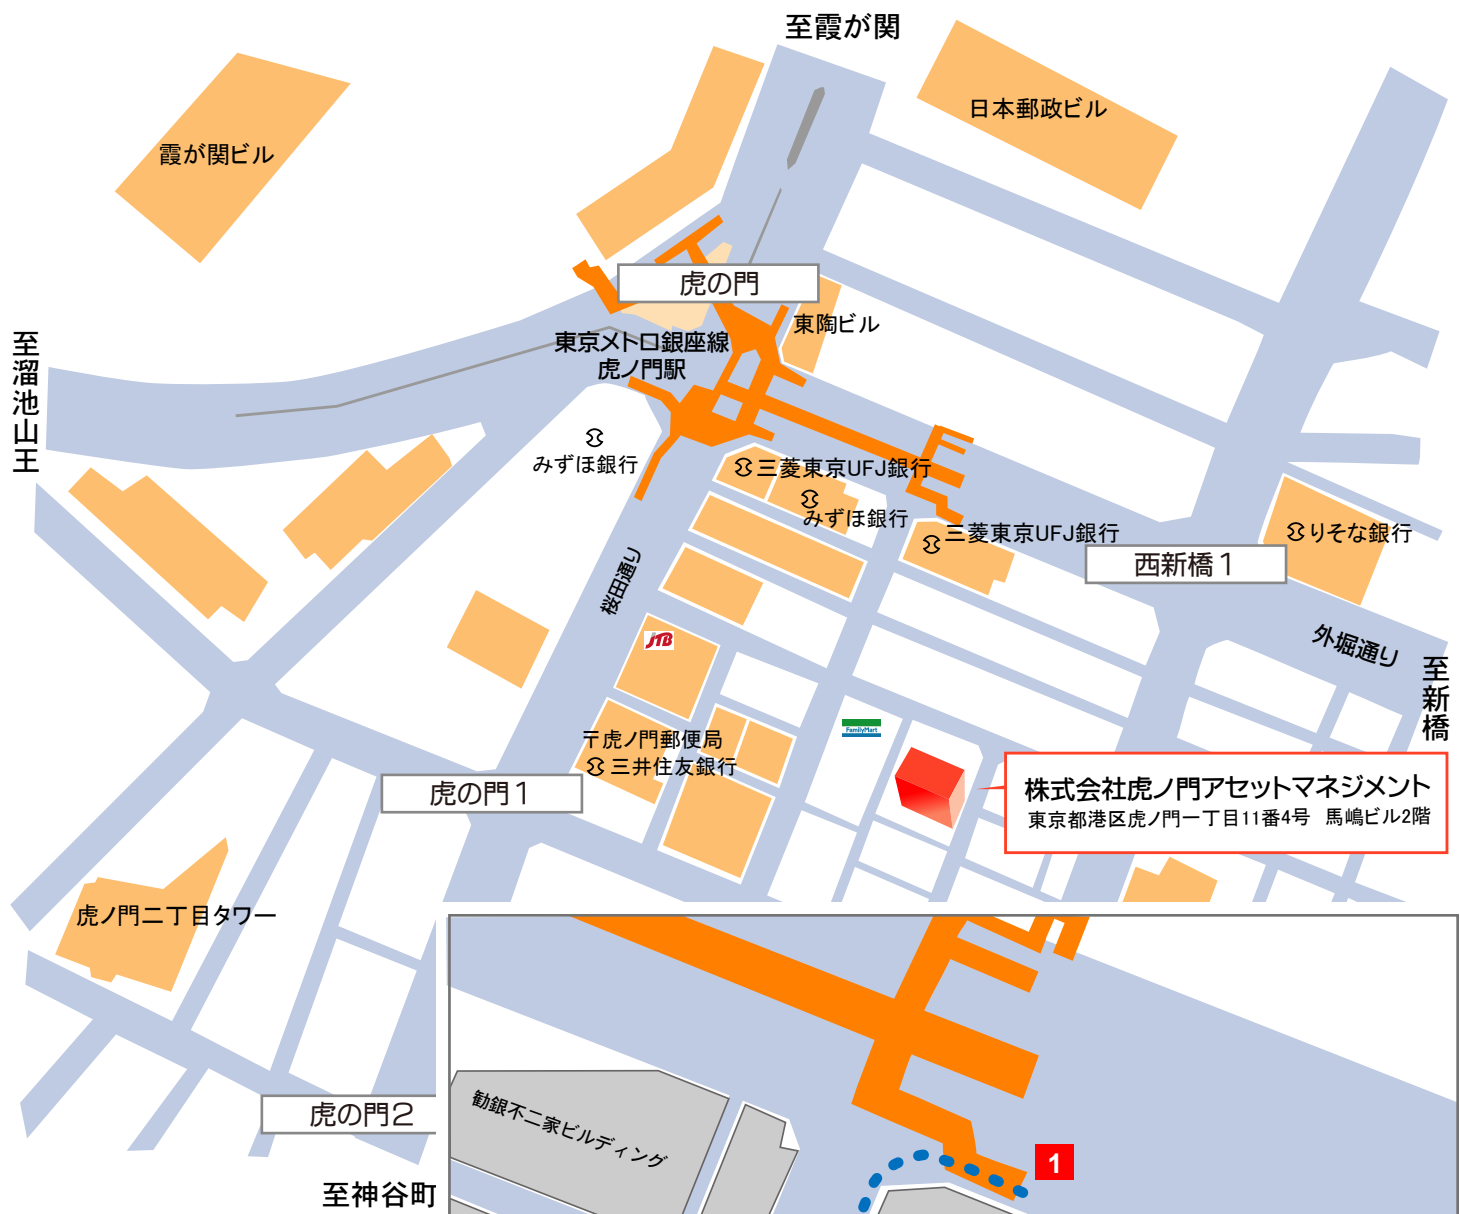 至霞が関
日本郵政ビル
霞が関ビル
虎の門
東陶ビル
東京メトロ銀座線
虎ノ門駅
至溜池山王
みずほ銀行
三菱東京UFJ銀行
みずほ銀行
三菱東京UFJ銀行
りそな銀行
西新橋1
桜田通り
外堀通り
至新橋
JTB
FamilyMart
〒虎ノ門郵便局
三井住友銀行
虎の門1
株式会社虎ノ門アセットマネジメント
東京都港区虎ノ門一丁目11番4号 馬嶋ビル2階
虎ノ門二丁目タワー
虎の門2
勧銀不二家ビルディング
1
至神谷町